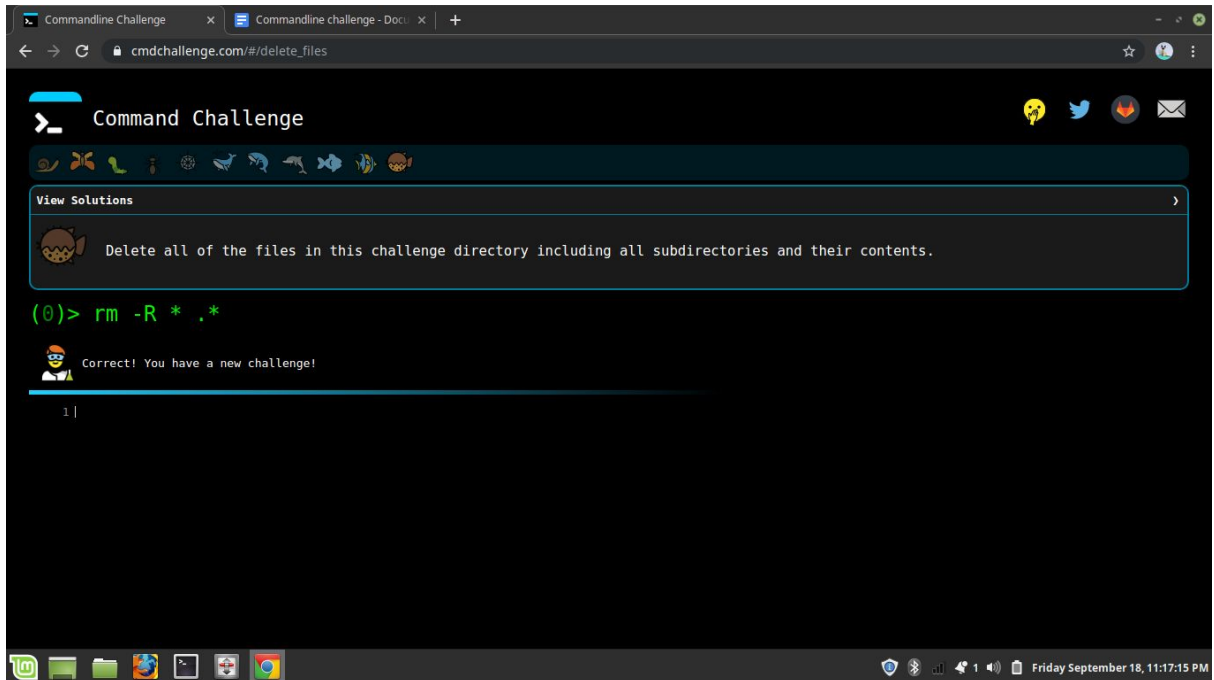 Commandline Challenge
Commandline challenge - Docu
cmdchallenge.com/#/delete_files
>_ Command Challenge
View Solutions
Delete all of the files in this challenge directory including all subdirectories and their contents.
(0)> rm -R * .*
Correct! You have a new challenge!
1
1 Friday September 18, 11:17:15 PM